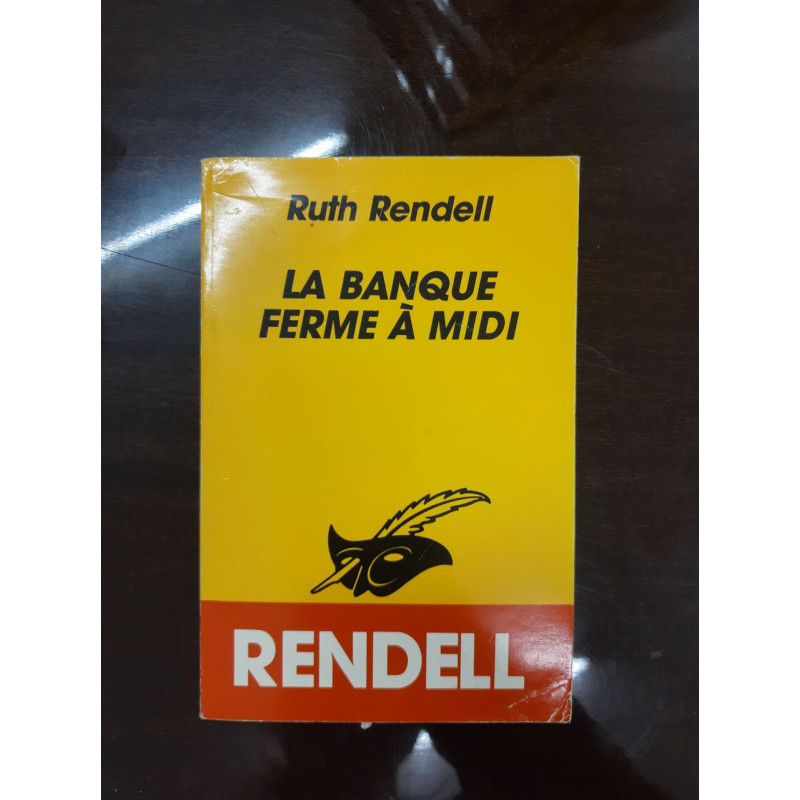 Ruth Rendell
LA BANQUE
FERME À MIDI
RENDELL